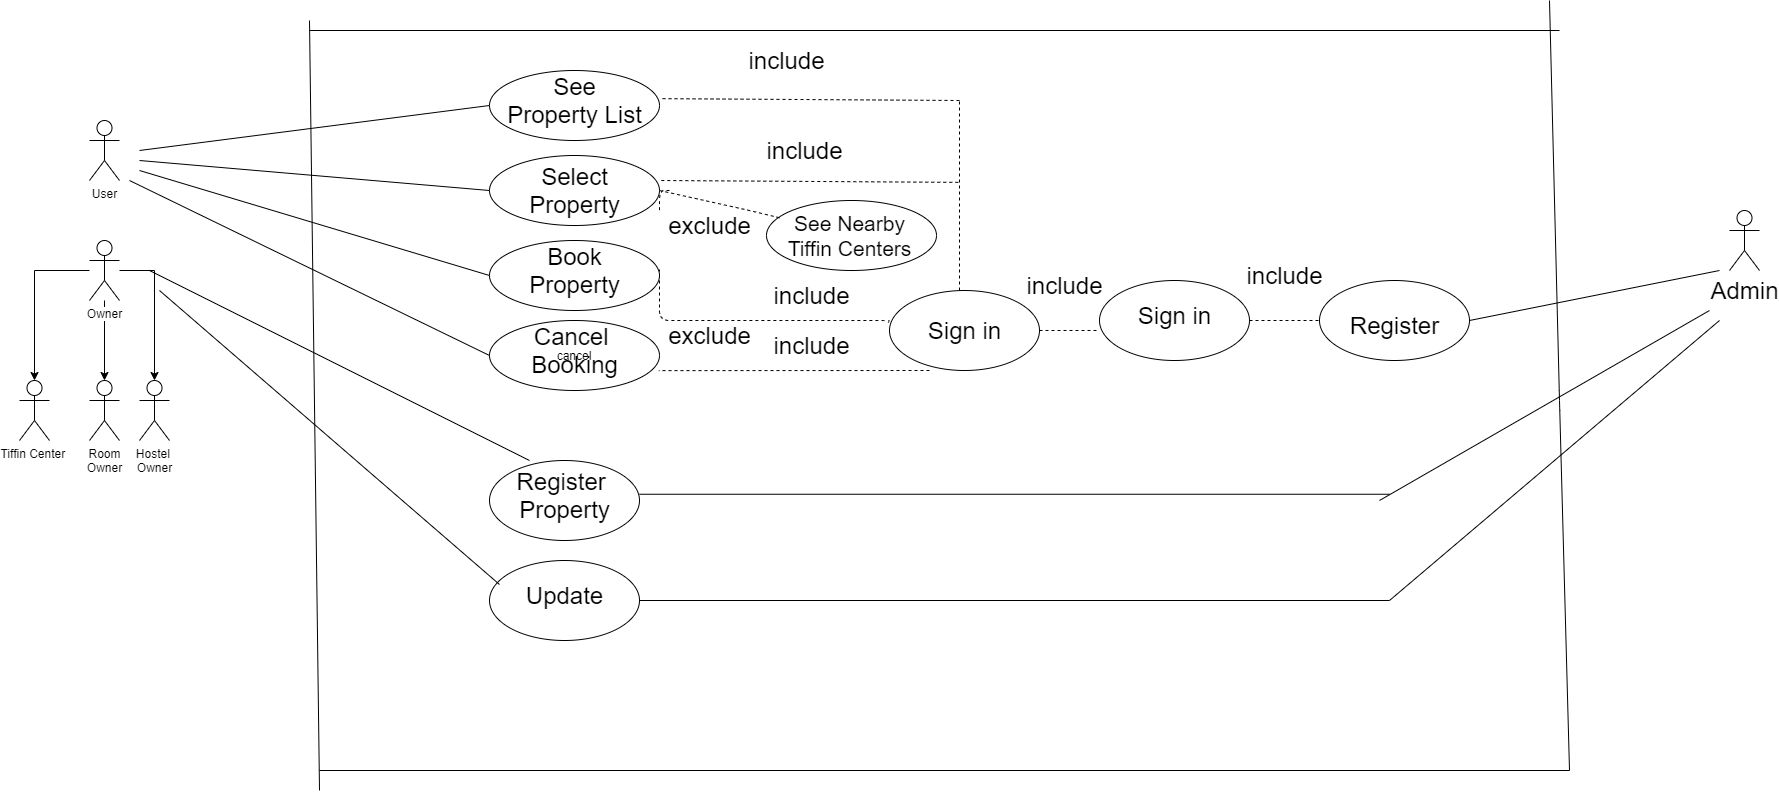 include
See
Property List
include
User
Select
Property
exclude
See Nearby
Tiffin Centers
Book
Property
Owner
include
include
include
Admin
Cancel
cancel
Booking
exclude
include
Sign in
Sign in
Register
Tiffin Center
Room
Owner
Hostel
Owner
Register
Property
Update